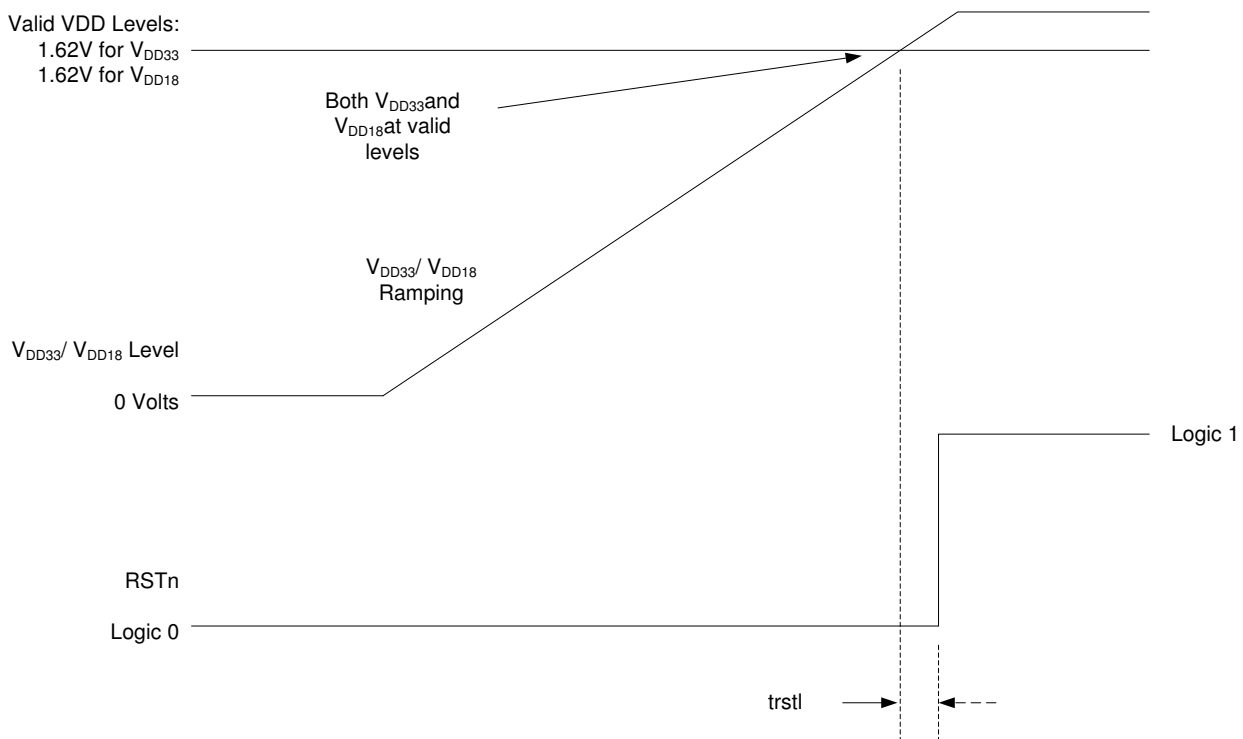 Valid VDD Levels:
1.62V for VDD33
1.62V for VDD18
Both VDD33and
VDD18at valid
levels
VDD33/ VDD18
Ramping
VDD33/ VDD18 Level
0 Volts
Logic 1
RSTn
Logic 0
trstl